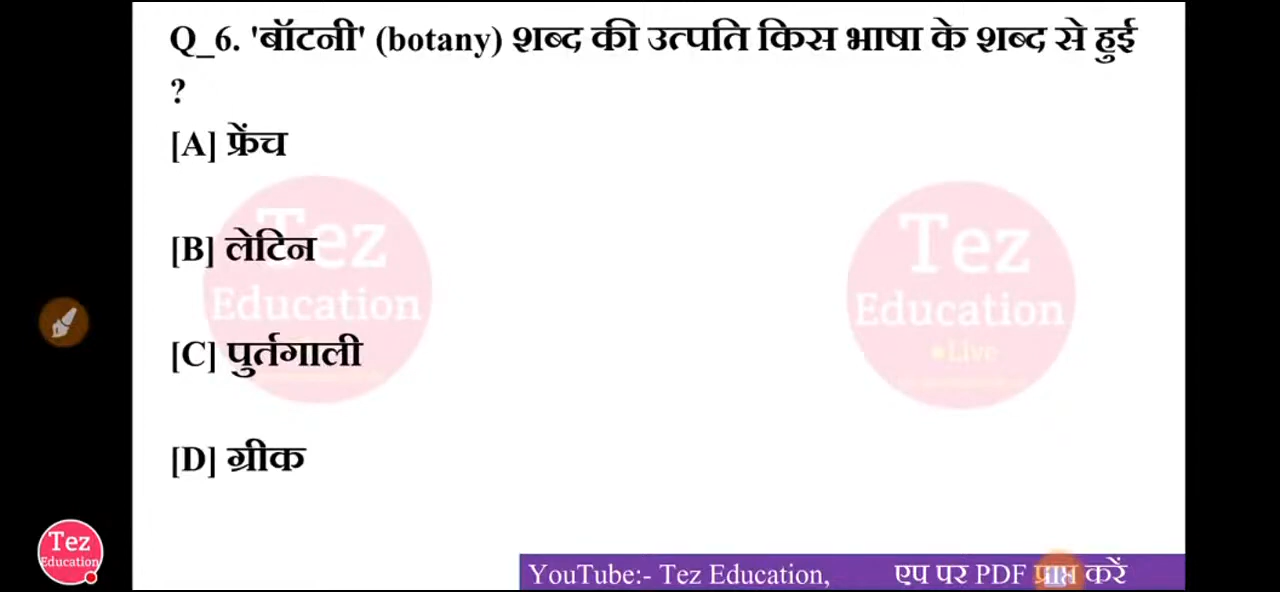 Q_6. 'बॉटनी' (botany) शब्द की उत्पति किस भाषा के शब्द से हुई
?
[A] फ्रेंच
[B] लेटिन
[C] पुर्तगाली
[D] ग्रीक
Tez
Education
Tez
Education
Live
Tez
Education
YouTube:- Tez Education, एप पर PDF प्राप्त करें